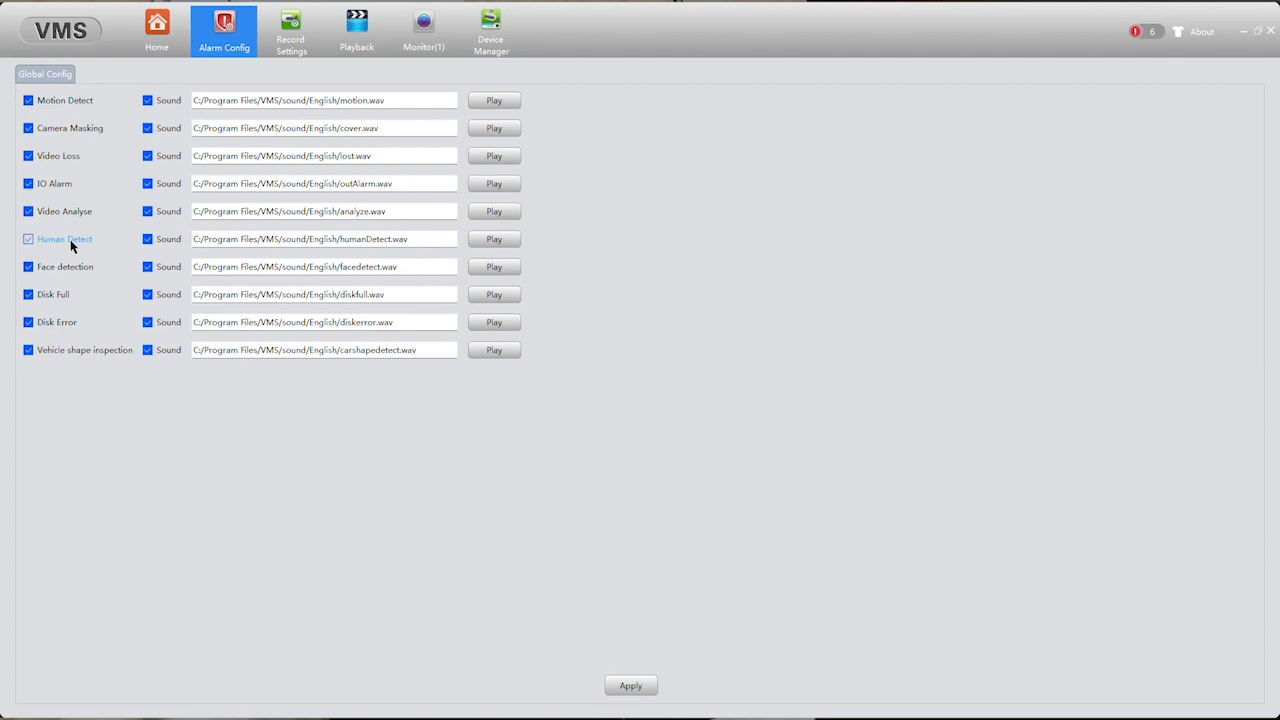 VMS
Home
Alarm Config
Record
Settings
Playback
Monitor(1)
Device
Manager
6
About
Global Config
Motion Detect Sound C:/Program Files/VMS/sound/English/motion.wav Play
Camera Masking Sound C:/Program Files/VMS/sound/English/cover.wav Play
Video Loss Sound C:/Program Files/VMS/sound/English/lost.wav Play
IO Alarm Sound C:/Program Files/VMS/sound/English/outAlarm.wav Play
Video Analyse Sound C:/Program Files/VMS/sound/English/analyze.wav Play
Human Detect Sound C:/Program Files/VMS/sound/English/humanDetect.wav Play
Face detection Sound C:/Program Files/VMS/sound/English/facedetect.wav Play
Disk Full Sound C:/Program Files/VMS/sound/English/diskfull.wav Play
Disk Error Sound C:/Program Files/VMS/sound/English/diskerror.wav Play
Vehicle shape inspection Sound C:/Program Files/VMS/sound/English/carshapedetect.wav Play
Apply